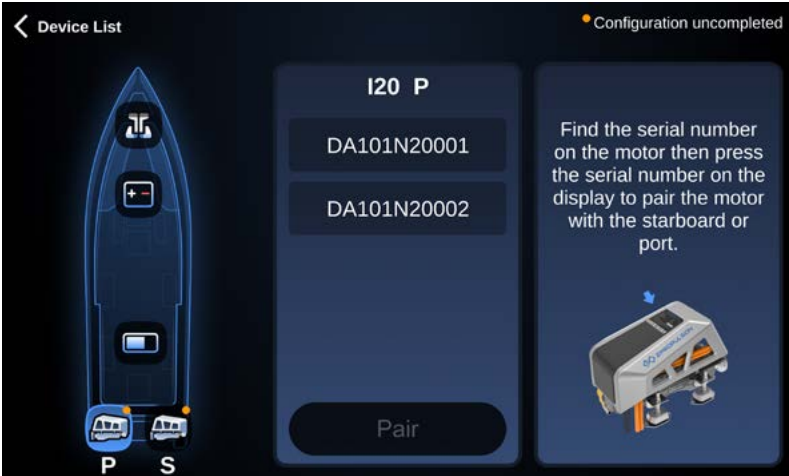 Device List
Configuration uncompleted
I20 P
DA101N20001
DA101N20002
Pair
Find the serial number
on the motor then press
the serial number on the
display to pair the motor
with the starboard or
port.
EPROPULSION
P
S